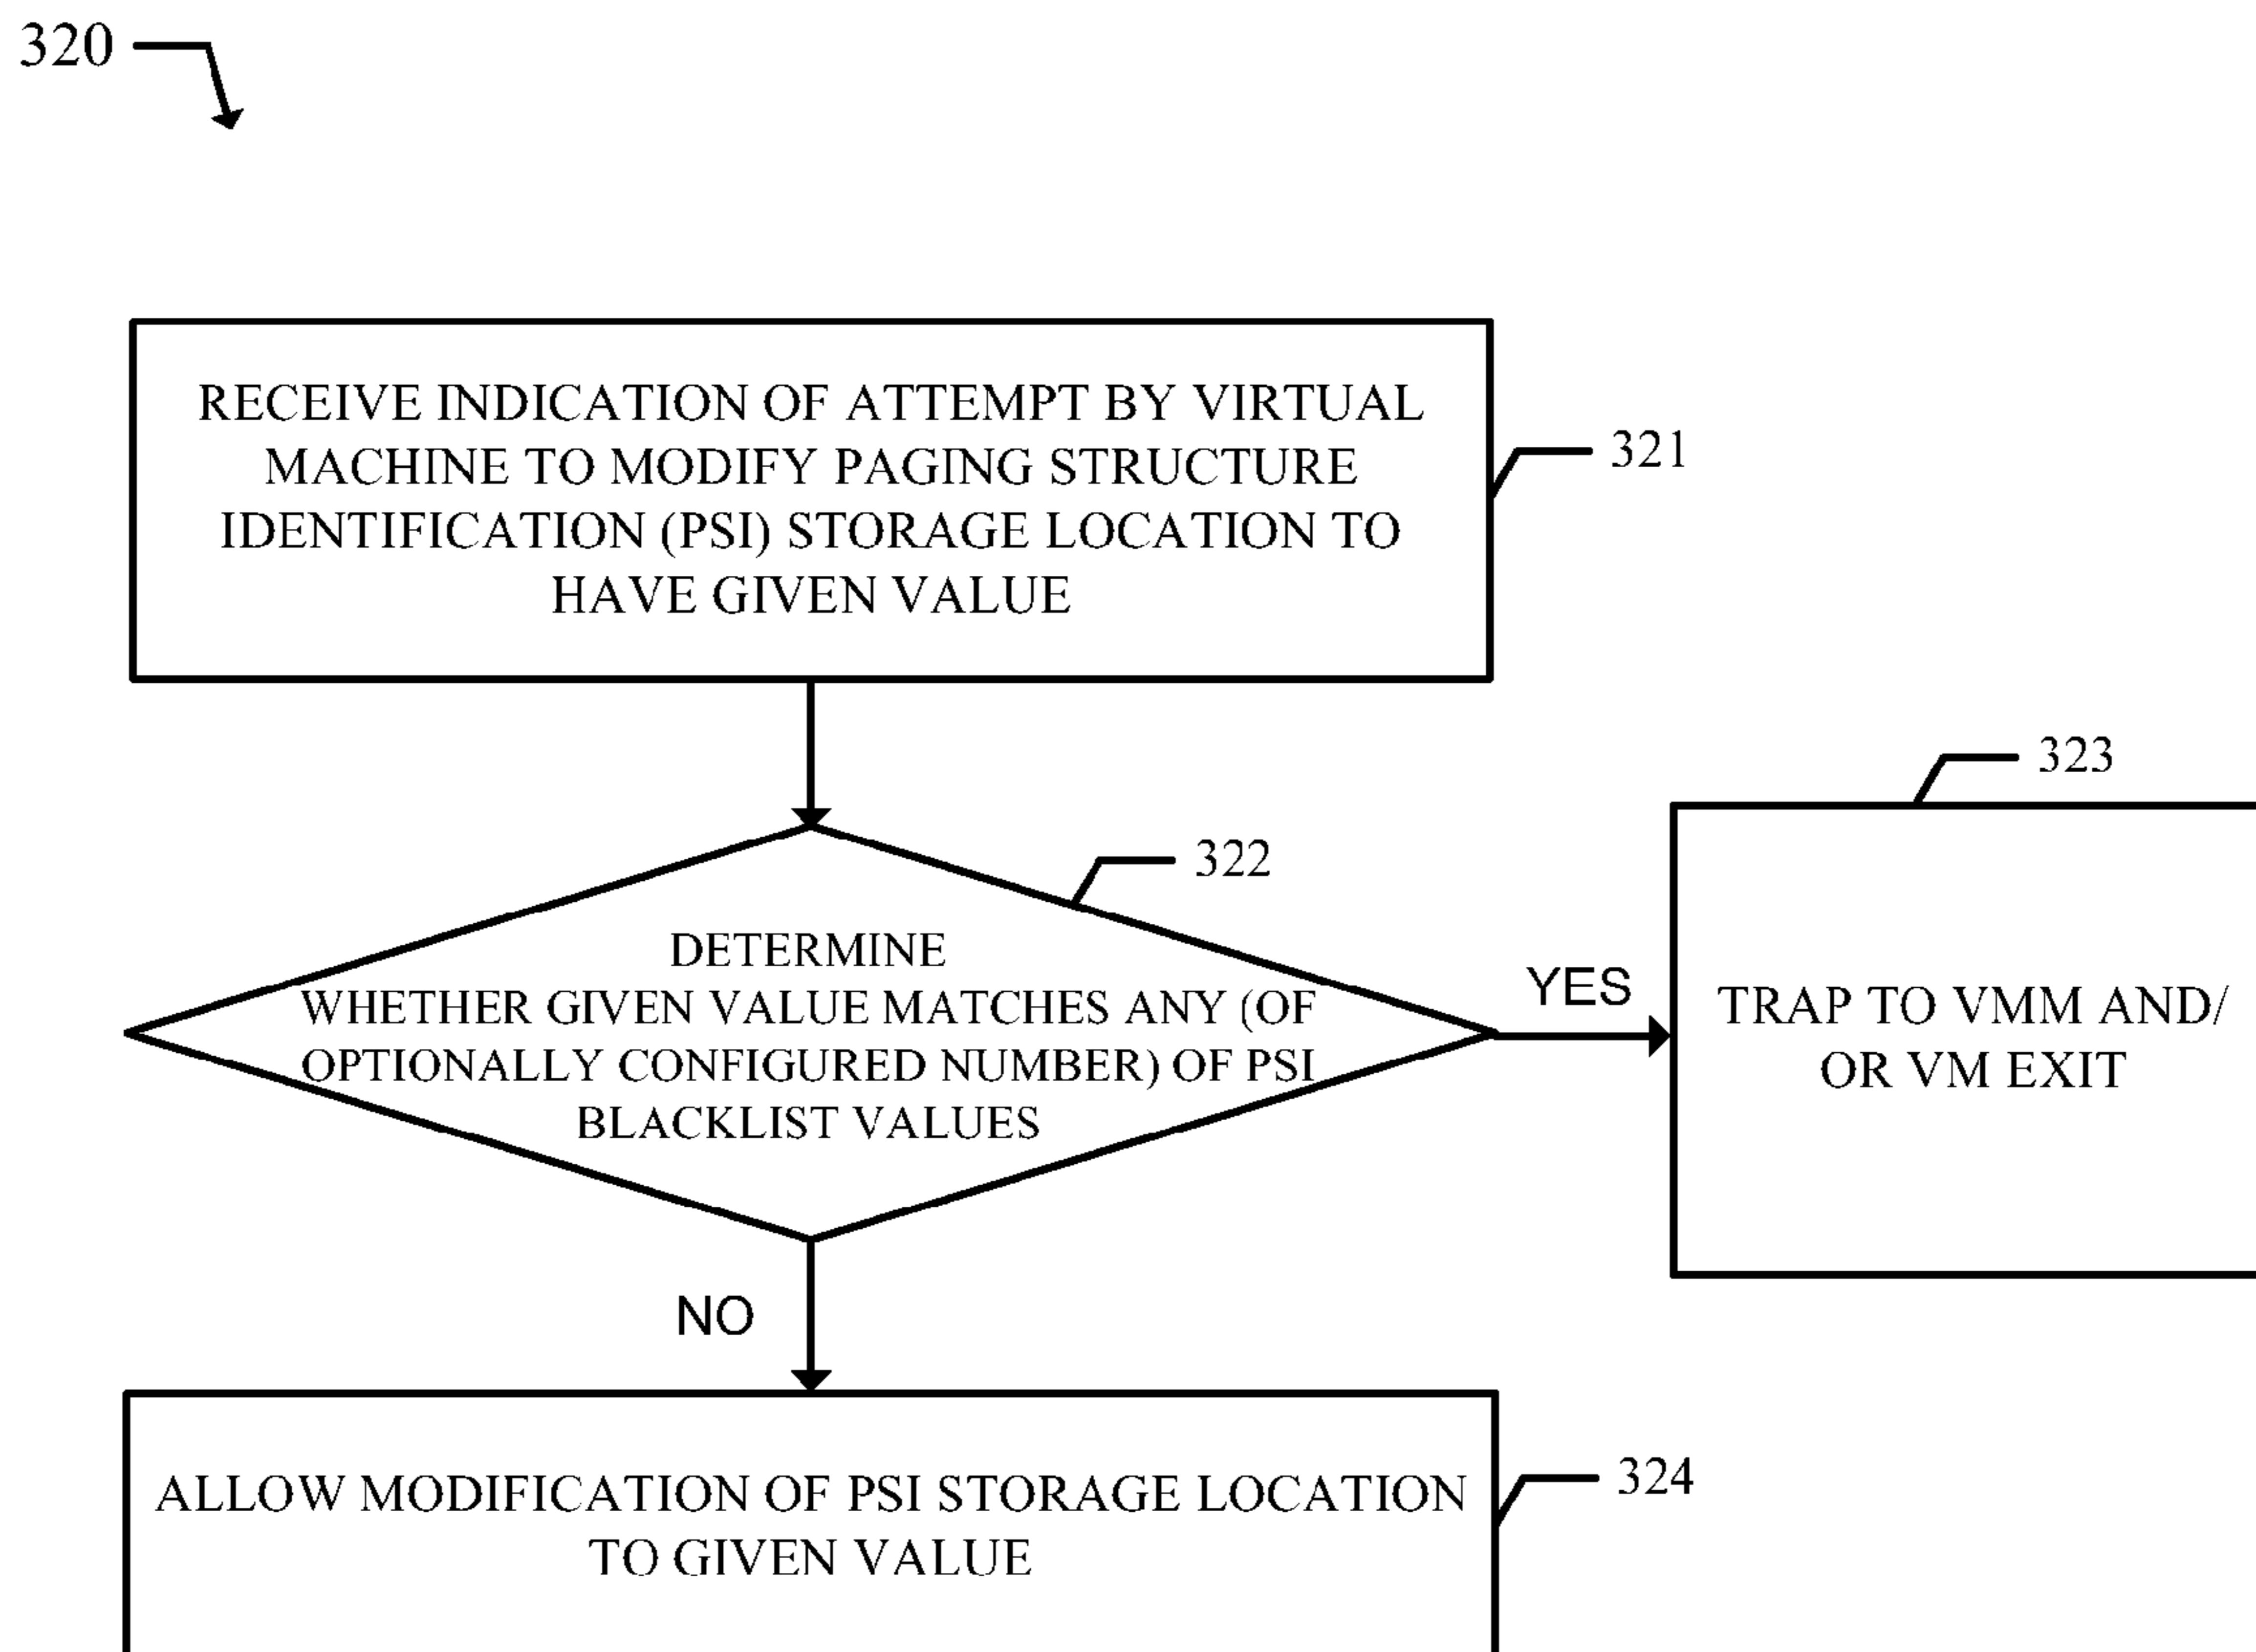 320
RECEIVE INDICATION OF ATTEMPT BY VIRTUAL
MACHINE TO MODIFY PAGING STRUCTURE
IDENTIFICATION (PSI) STORAGE LOCATION TO
HAVE GIVEN VALUE
321
322
DETERMINE
WHETHER GIVEN VALUE MATCHES ANY (OF
OPTIONALLY CONFIGURED NUMBER) OF PSI
BLACKLIST VALUES
YES
323
TRAP TO VMM AND/
OR VM EXIT
NO
ALLOW MODIFICATION OF PSI STORAGE LOCATION
TO GIVEN VALUE
324